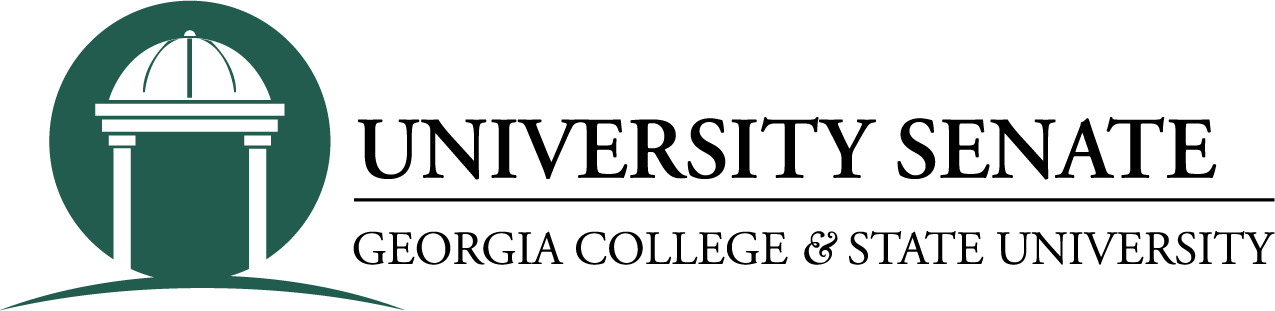 UNIVERSITY SENATE
GEORGIA COLLEGE & STATE UNIVERSITY